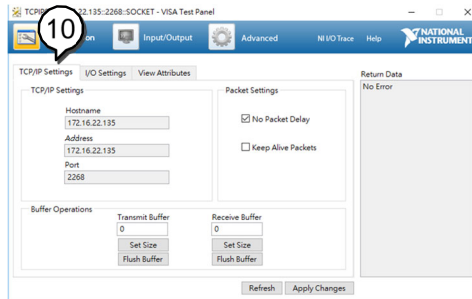 TCPIP 22.135::2268::SOCKET - VISA Test Panel
10
on Input/Output Advanced NI I/O Trace Help NATIONAL INSTRUMENTS
TCP/IP Settings I/O Settings View Attributes
Return Data
No Error
TCP/IP Settings
Hostname
172.16.22.135
Address
172.16.22.135
Port
2268
Packet Settings
No Packet Delay
Keep Alive Packets
Buffer Operations
Transmit Buffer
0
Set Size
Flush Buffer
Receive Buffer
0
Set Size
Flush Buffer
Refresh Apply Changes